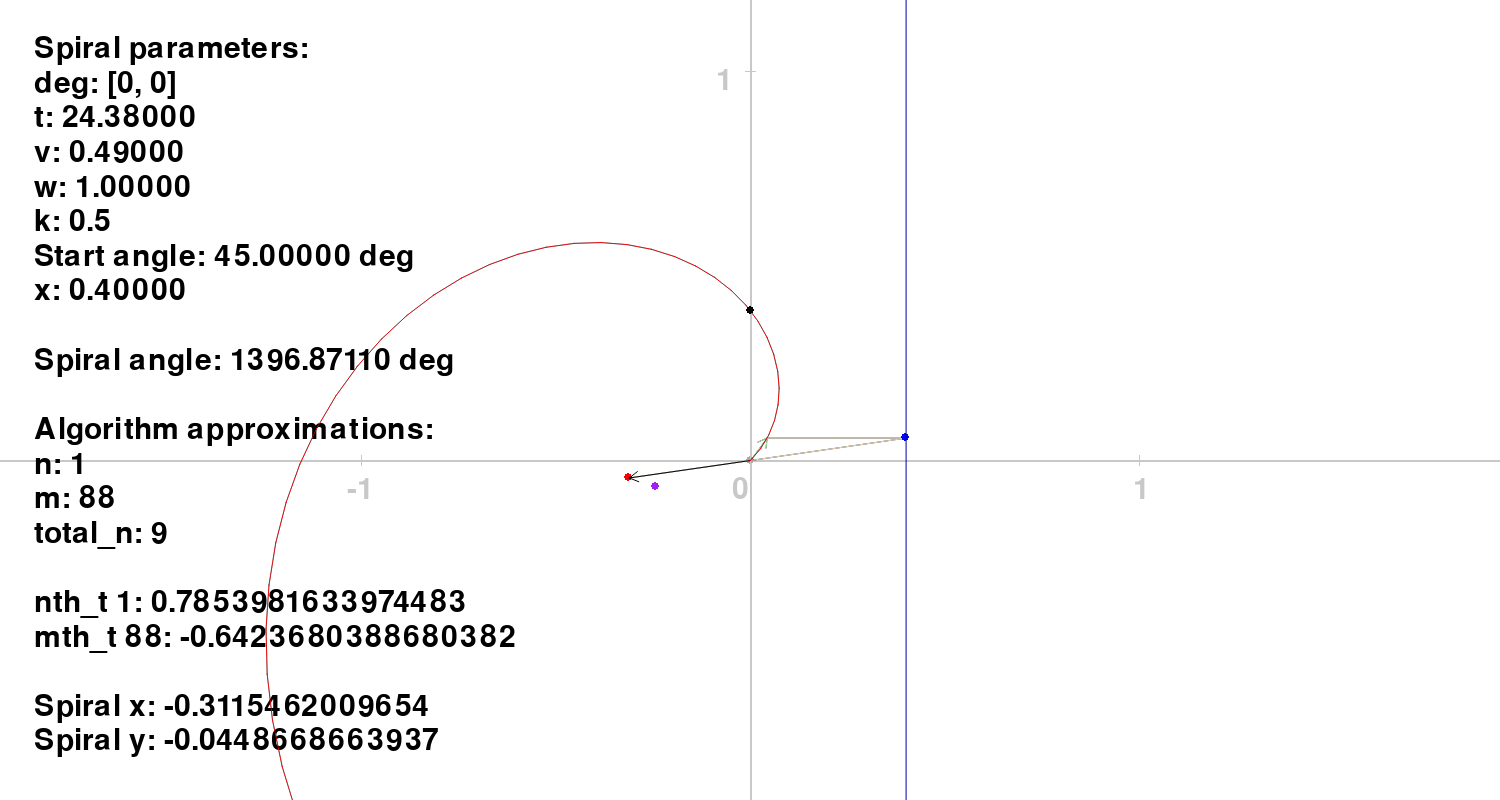 Spiral parameters:
deg: [0, 0]
t: 24.38000
v: 0.49000
w: 1.00000
k: 0.5
Start angle: 45.00000 deg
x: 0.40000
Spiral angle: 1396.87110 deg
Algorithm approximations:
n: 1
m: 88
total_n: 9
nth_t 1: 0.7853981633974483
mth_t 88: -0.6423680388680382
Spiral x: -0.3115462009654
Spiral y: -0.0448668663937
1
-1
0
1